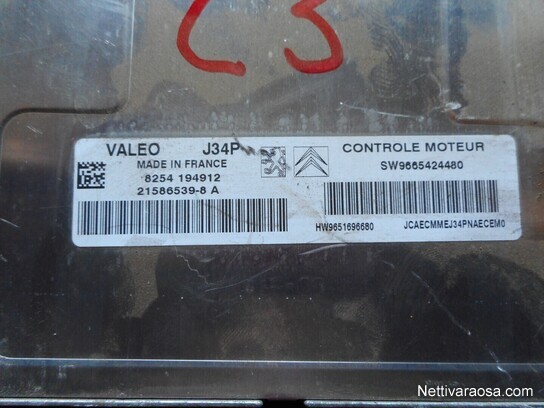 C3
VALEO J34P
CONTROLE MOTEUR
MADE IN FRANCE
SW9665424480
8254 194912
21586539-8 A
HW9651696680
JCAECMMEJ34PNAECEM0
Nettivaraosa.com